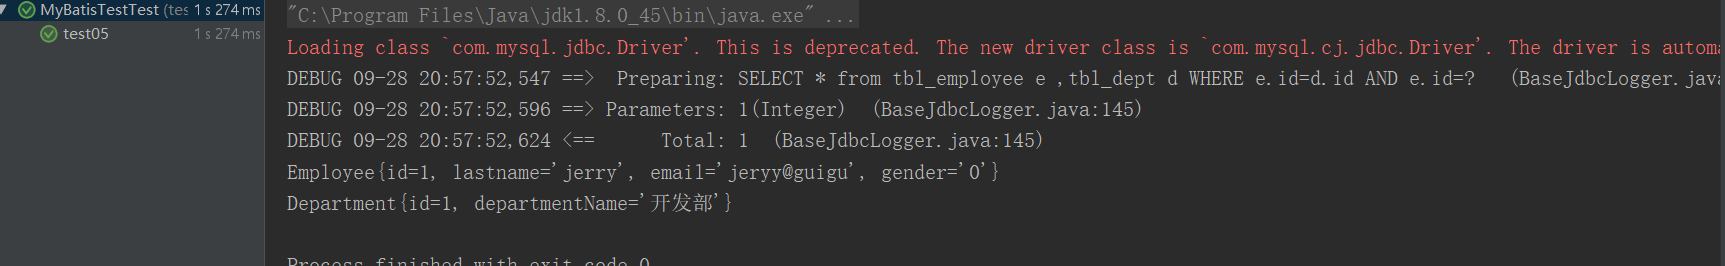 MyBatisTestTest (tes 1 s 274 ms
test05 1 s 274 ms
"C:\Program Files\Java\jdk1.8.0_45\bin\java.exe" ...
Loading class `com.mysql.jdbc.Driver'. This is deprecated. The new driver class is `com.mysql.cj.jdbc.Driver'. The driver is automa
DEBUG 09-28 20:57:52,547 ==>  Preparing: SELECT * from tbl_employee e ,tbl_dept d WHERE e.id=d.id AND e.id=?   (BaseJdbcLogger.java
DEBUG 09-28 20:57:52,596 ==> Parameters: 1(Integer)  (BaseJdbcLogger.java:145)
DEBUG 09-28 20:57:52,624 <==      Total: 1  (BaseJdbcLogger.java:145)
Employee{id=1, lastname='jerry', email='jeryy@guigu', gender='0'}
Department{id=1, departmentName='开发部'}
Process finished with exit code 0